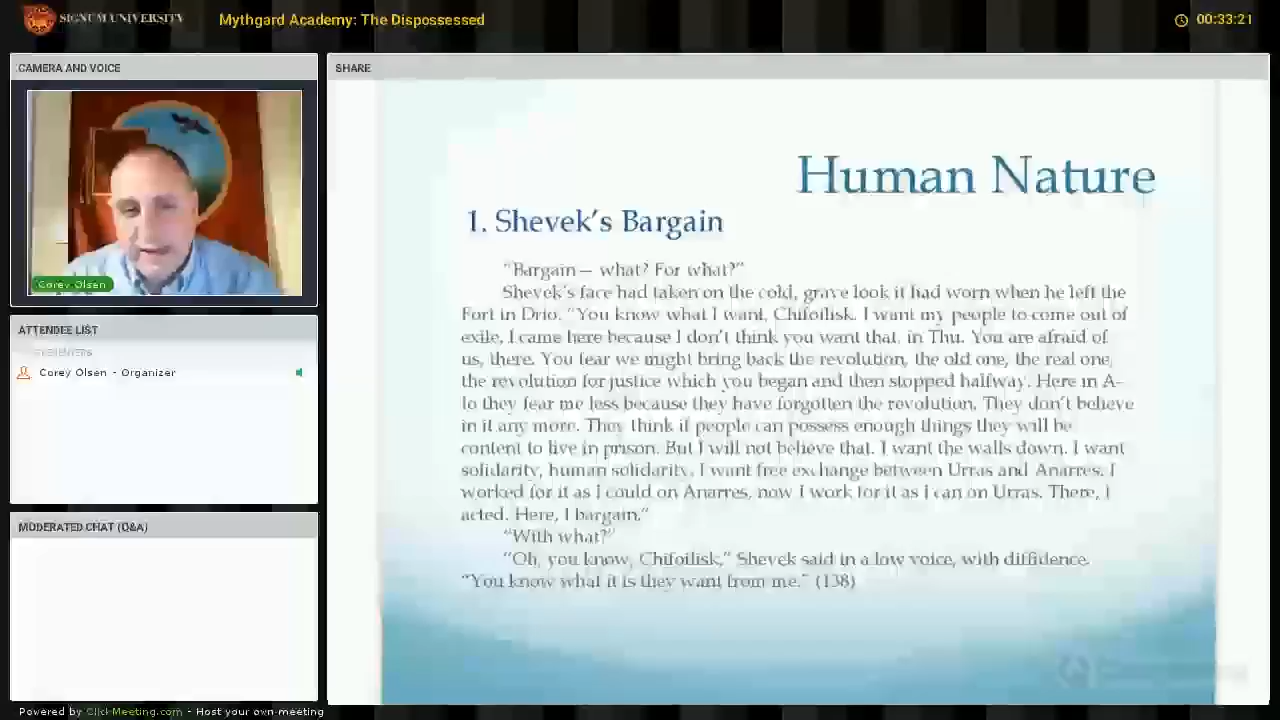 SIGNUM UNIVERSITY
Mythgard Academy: The Dispossessed
00:33:21
CAMERA AND VOICE
Corey Olsen
ATTENDEE LIST
Corey Olsen - Organizer
MODERATED CHAT (Q&A)
SHARE
Human Nature
1. Shevek's Bargain
"Bargain — what? For what?"
Shevek's face had taken on the cold, grave look it had worn when he left the
Fort in Drio. "You know what I want, Chifoilisk. I want my people to come out of
exile. I came here because I don't think you want that, in Thu. You are afraid of
us, there. You fear we might bring back the revolution, the old one, the real one,
the revolution for justice which you began and then stopped halfway. Here in A-
Io they fear me less because they have forgotten the revolution. They don't believe
in it any more. They think if people can possess enough things they will be
content to live in prison. But I will not believe that. I want the walls down. I want
solidarity, human solidarity. I want free exchange between Urras and Anarres. I
worked for it as I could on Anarres, now I work for it as I can on Urras. There, I
acted. Here, I bargain."
"With what?"
"Oh, you know, Chifoilisk," Shevek said in a low voice, with diffidence.
"You know what it is they want from me." (138)
Powered by ClickMeeting.com - Host your own meeting